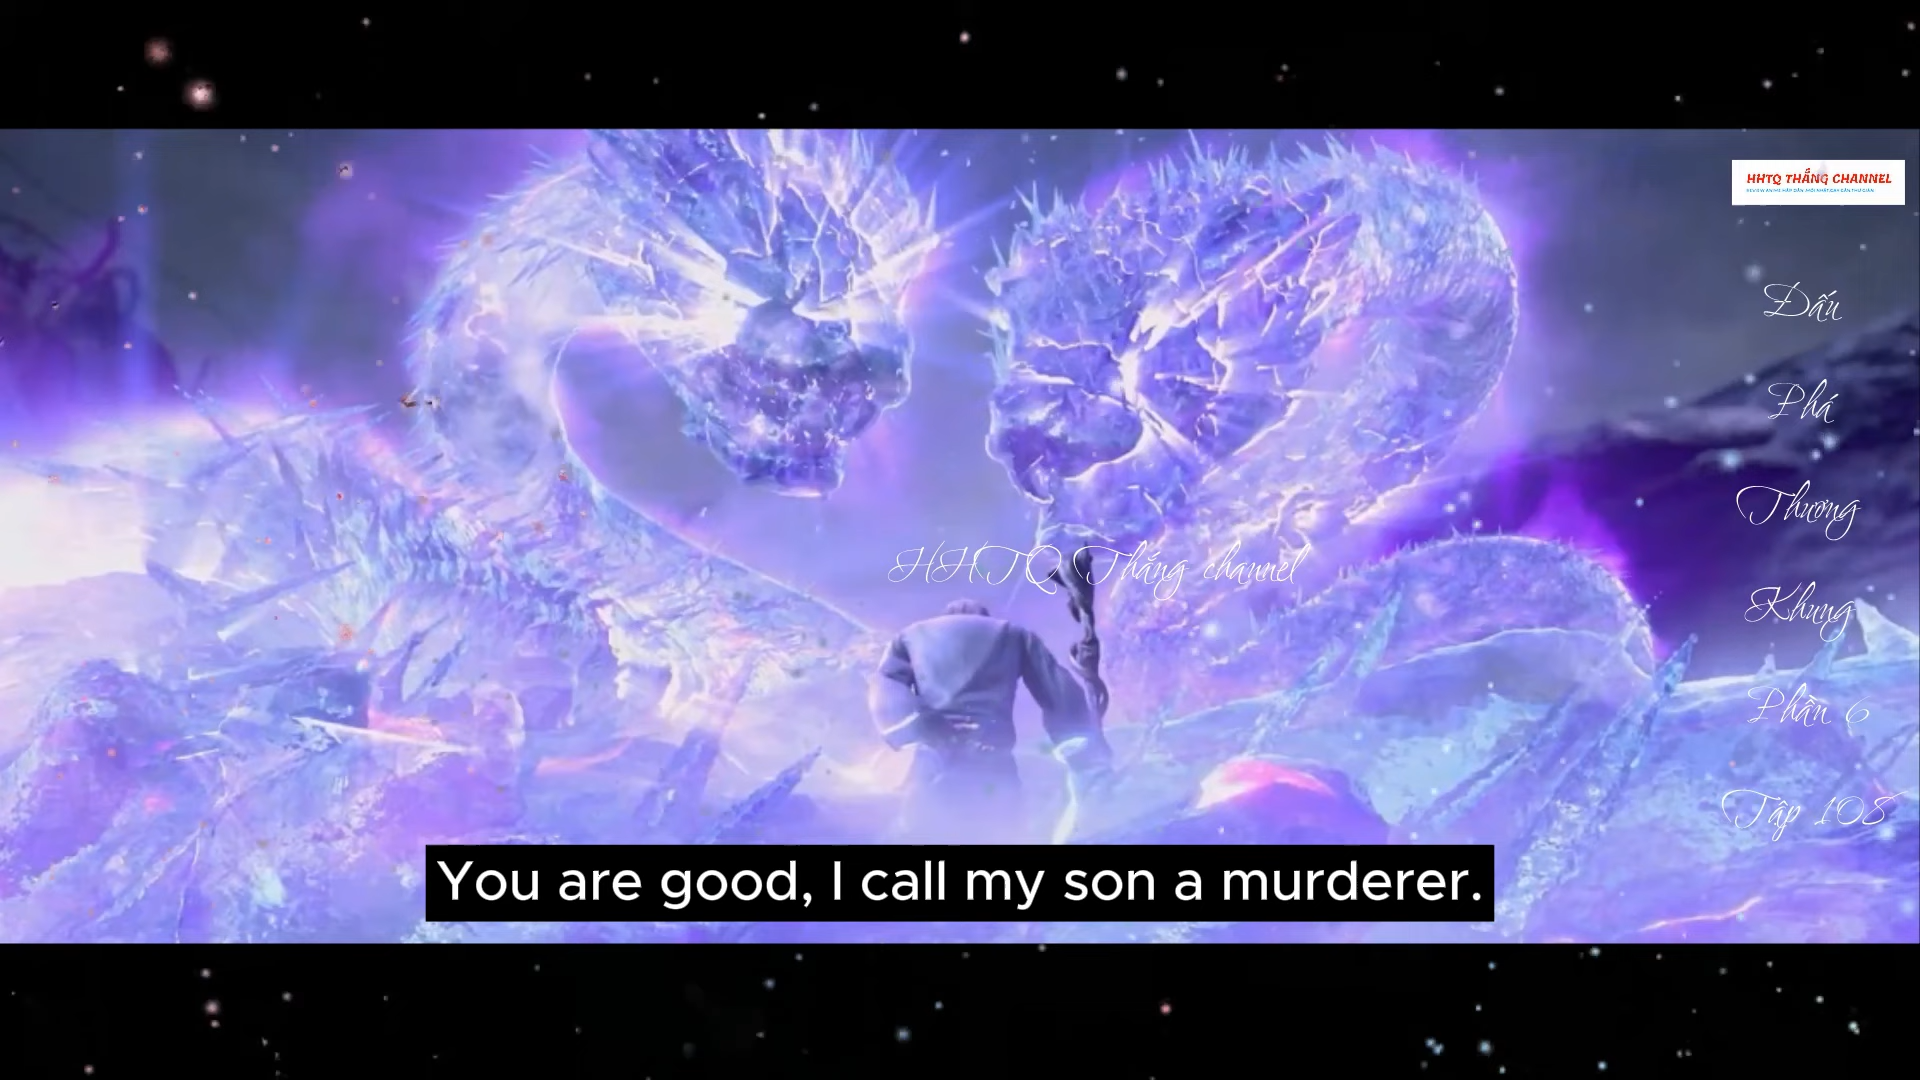 HHTQ THẮNG CHANNEL
Đấu
Phá
Thương
HHTQ Thắng channel
Khung
Phần 6
Tập 108
You are good, I call my son a murderer.